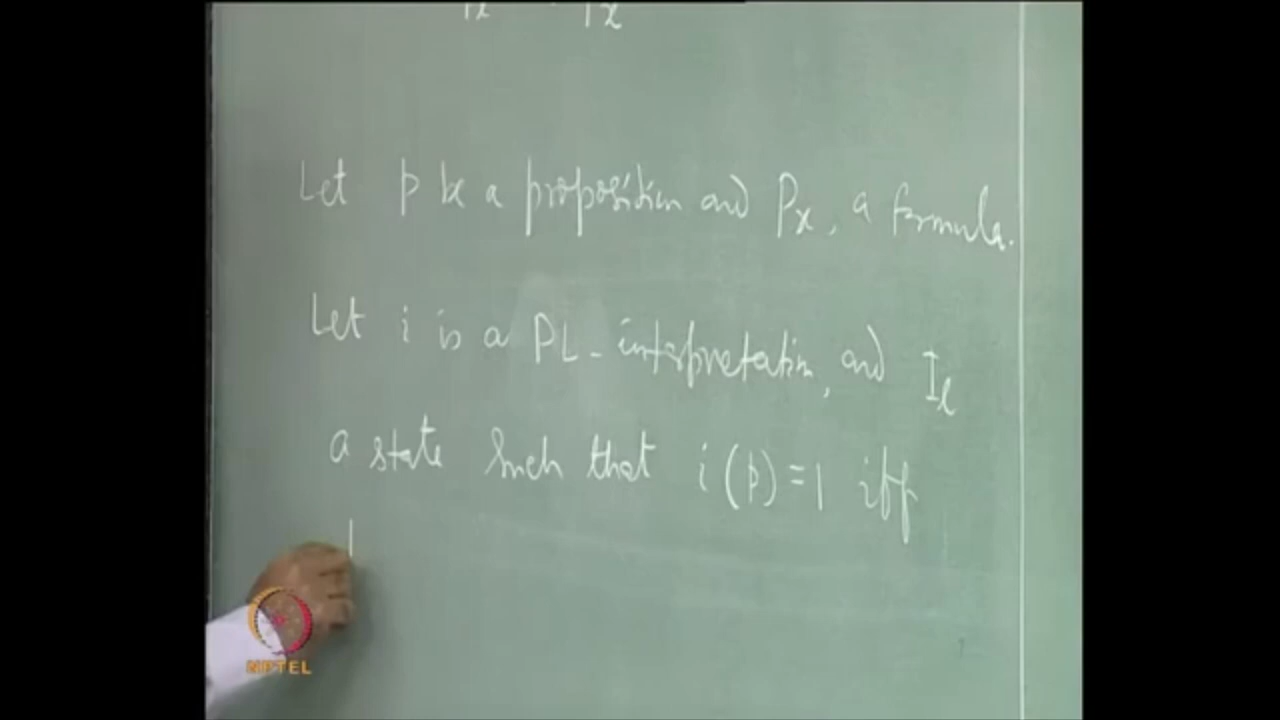 Let p be a proposition and Px, a formula.
Let i is a PL-interpretation, and Iℓ
a state such that i(p)=1 iff
NPTEL